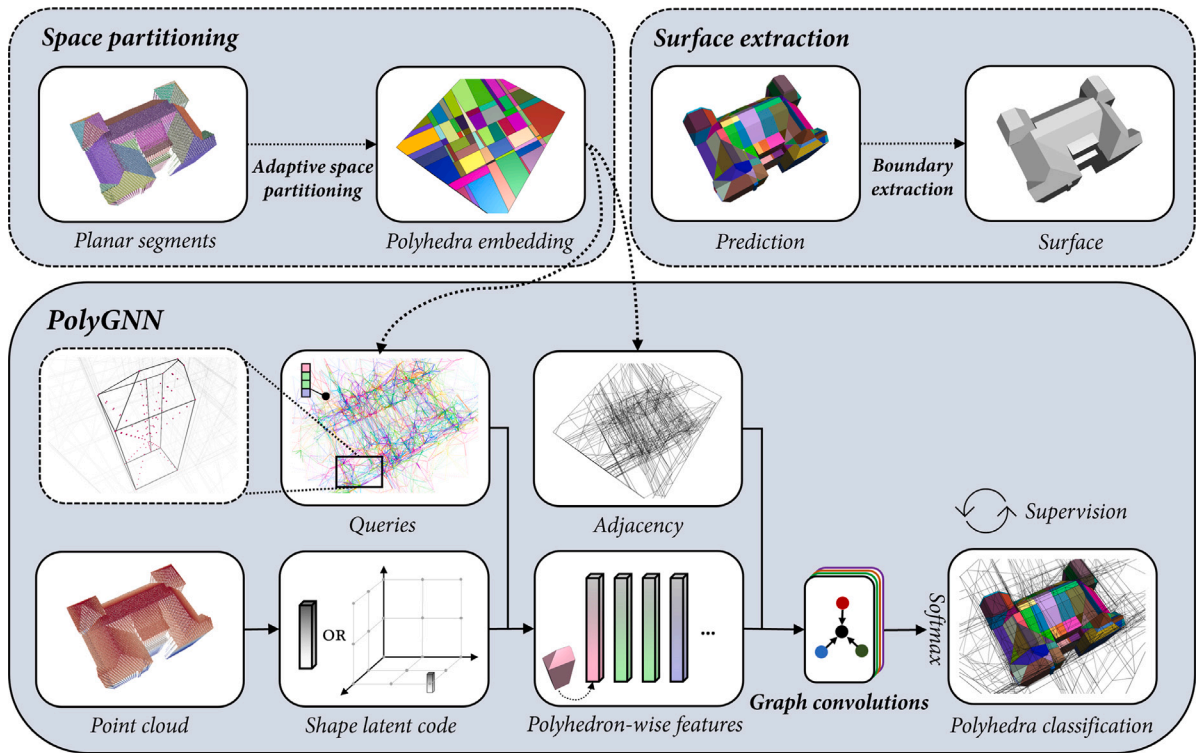 Space partitioning
Adaptive space
partitioning
Planar segments
Polyhedra embedding
Surface extraction
Boundary
extraction
Prediction
Surface
PolyGNN
Queries
Adjacency
Supervision
Point cloud
OR
Shape latent code
...
Polyhedron-wise features
Graph convolutions
Softmax
Polyhedra classification